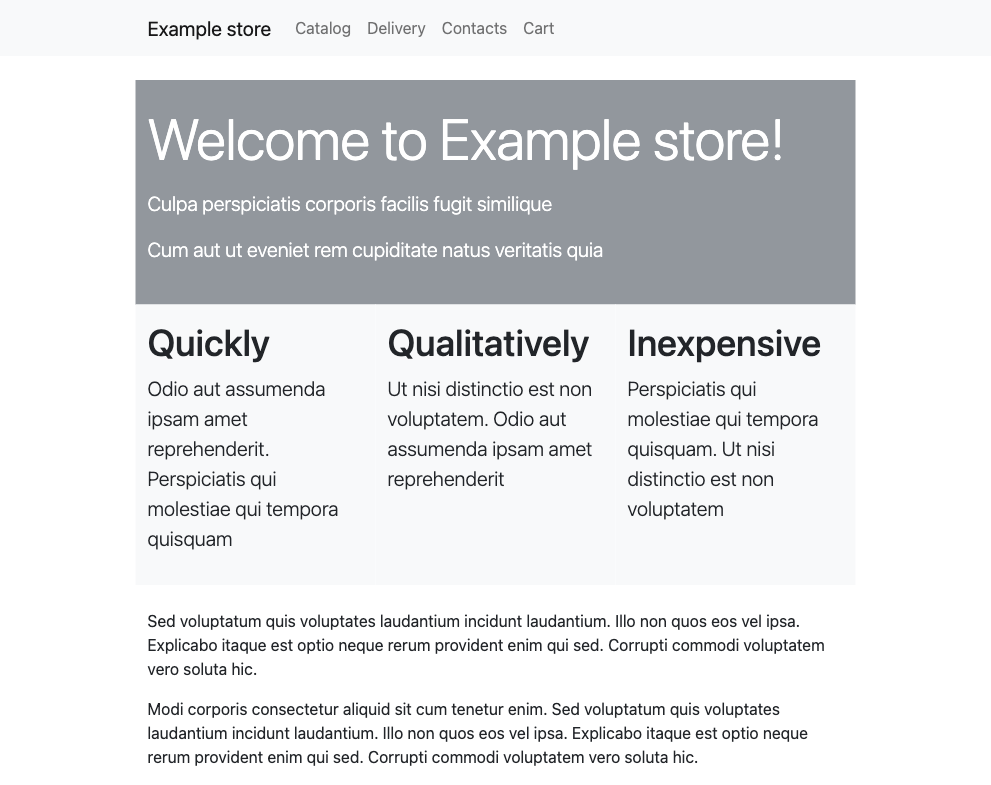 Example store Catalog Delivery Contacts Cart
Welcome to Example store!
Culpa perspiciatis corporis facilis fugit similique
Cum aut ut eveniet rem cupiditate natus veritatis quia
Quickly
Odio aut assumenda
ipsam amet
reprehenderit.
Perspiciatis qui
molestiae qui tempora
quisquam
Qualitatively
Ut nisi distinctio est non
voluptatem. Odio aut
assumenda ipsam amet
reprehenderit
Inexpensive
Perspiciatis qui
molestiae qui tempora
quisquam. Ut nisi
distinctio est non
voluptatem
Sed voluptatum quis voluptates laudantium incidunt laudantium. Illo non quos eos vel ipsa.
Explicabo itaque est optio neque rerum provident enim qui sed. Corrupti commodi voluptatem
vero soluta hic.
Modi corporis consectetur aliquid sit cum tenetur enim. Sed voluptatum quis voluptates
laudantium incidunt laudantium. Illo non quos eos vel ipsa. Explicabo itaque est optio neque
rerum provident enim qui sed. Corrupti commodi voluptatem vero soluta hic.